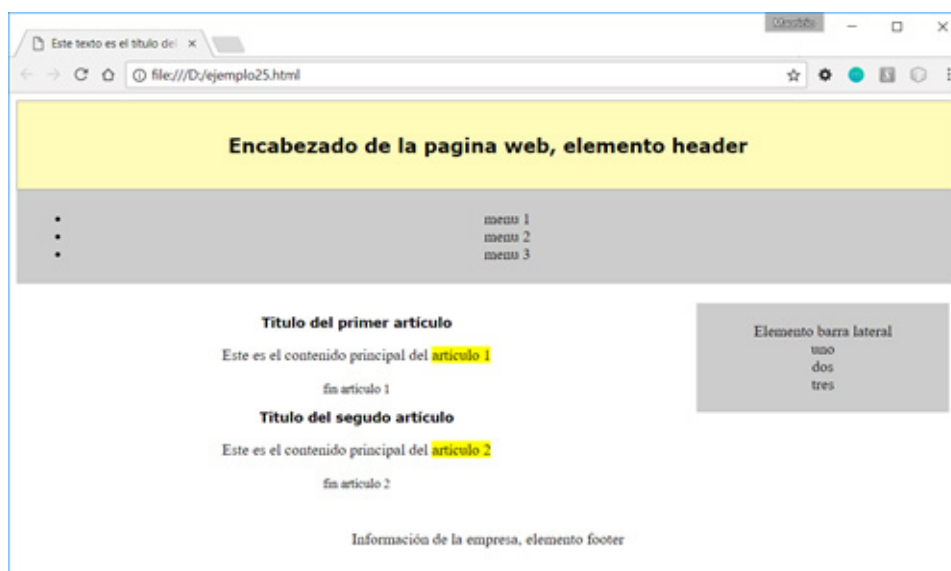 Este texto es el título del
file:///D:/ejemplo25.html
Encabezado de la pagina web, elemento header
menu 1
menu 2
menu 3
Titulo del primer artículo
Este es el contenido principal del articulo 1
fin articulo 1
Titulo del segudo artículo
Este es el contenido principal del articulo 2
fin articulo 2
Elemento barra lateral
uno
dos
tres
Información de la empresa, elemento footer